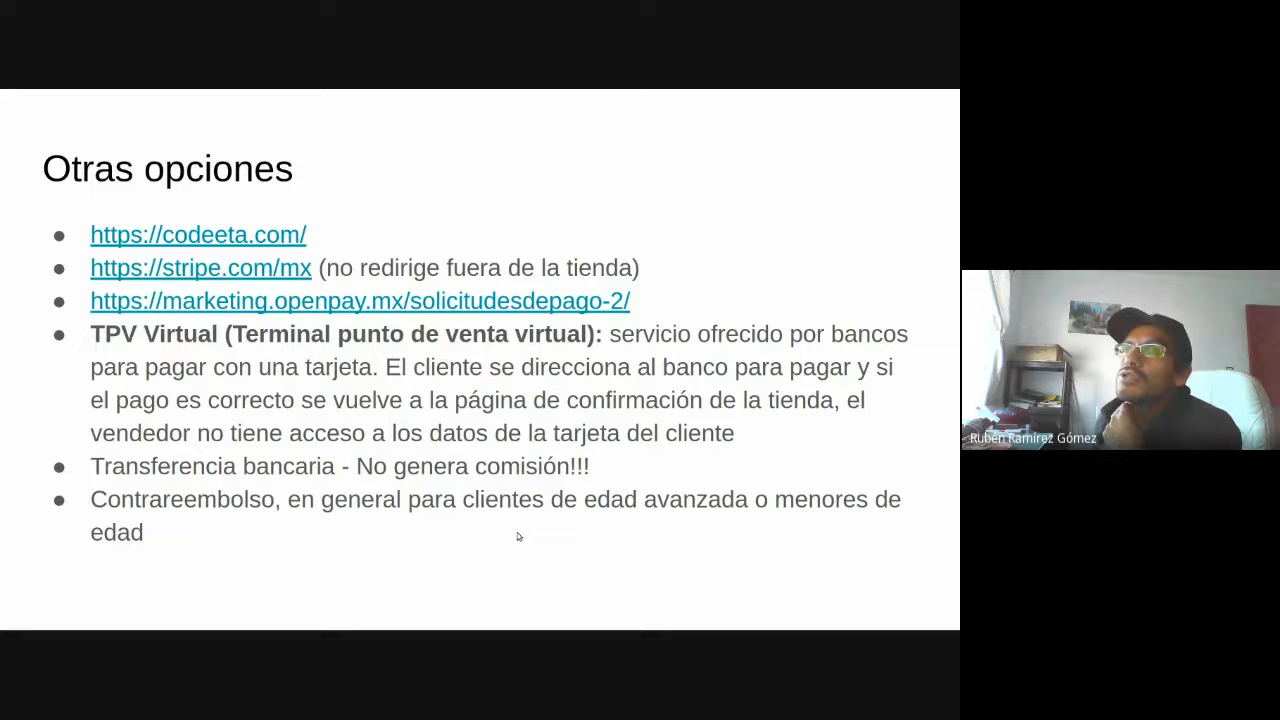 Otras opciones
● https://codeeta.com/
● https://stripe.com/mx (no redirige fuera de la tienda)
● https://marketing.openpay.mx/solicitudesdepago-2/
● TPV Virtual (Terminal punto de venta virtual): servicio ofrecido por bancos
para pagar con una tarjeta. El cliente se direcciona al banco para pagar y si
el pago es correcto se vuelve a la página de confirmación de la tienda, el
vendedor no tiene acceso a los datos de la tarjeta del cliente
● Transferencia bancaria - No genera comisión!!!
● Contrareembolso, en general para clientes de edad avanzada o menores de
edad
Rubén Ramírez Gómez